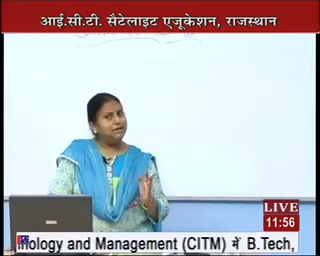 आई.सी.टी. सैटेलाइट एजूकेशन, राजस्थान
LIVE
11:56
nology and Management (CITM) में B.Tech,